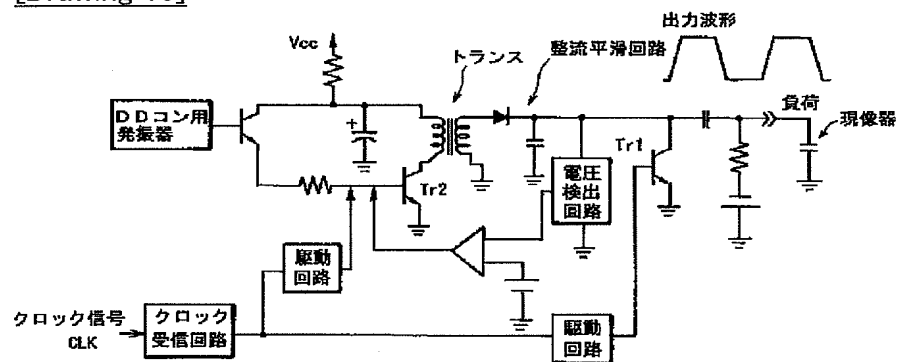 [Drawing 10]
出力波形
Vcc
トランス
整流平滑回路
負荷
現像器
DDコン用
発振器
+
Tr1
Tr2
電圧
検出
回路
駆動
回路
クロック信号
CLK
クロック
受信回路
駆動
回路